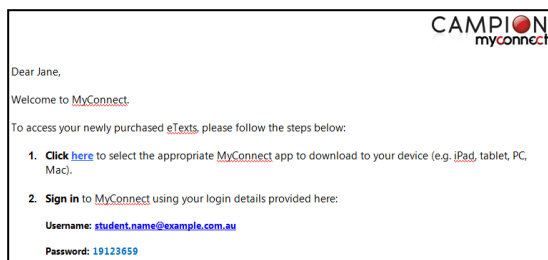 CAMPION
myconnect
Dear Jane,
Welcome to MyConnect.
To access your newly purchased eTexts, please follow the steps below:
1. Click here to select the appropriate MyConnect app to download to your device (e.g. iPad, tablet, PC,
Mac).
2. Sign in to MyConnect using your login details provided here:
Username: student.name@example.com.au
Password: 19123659